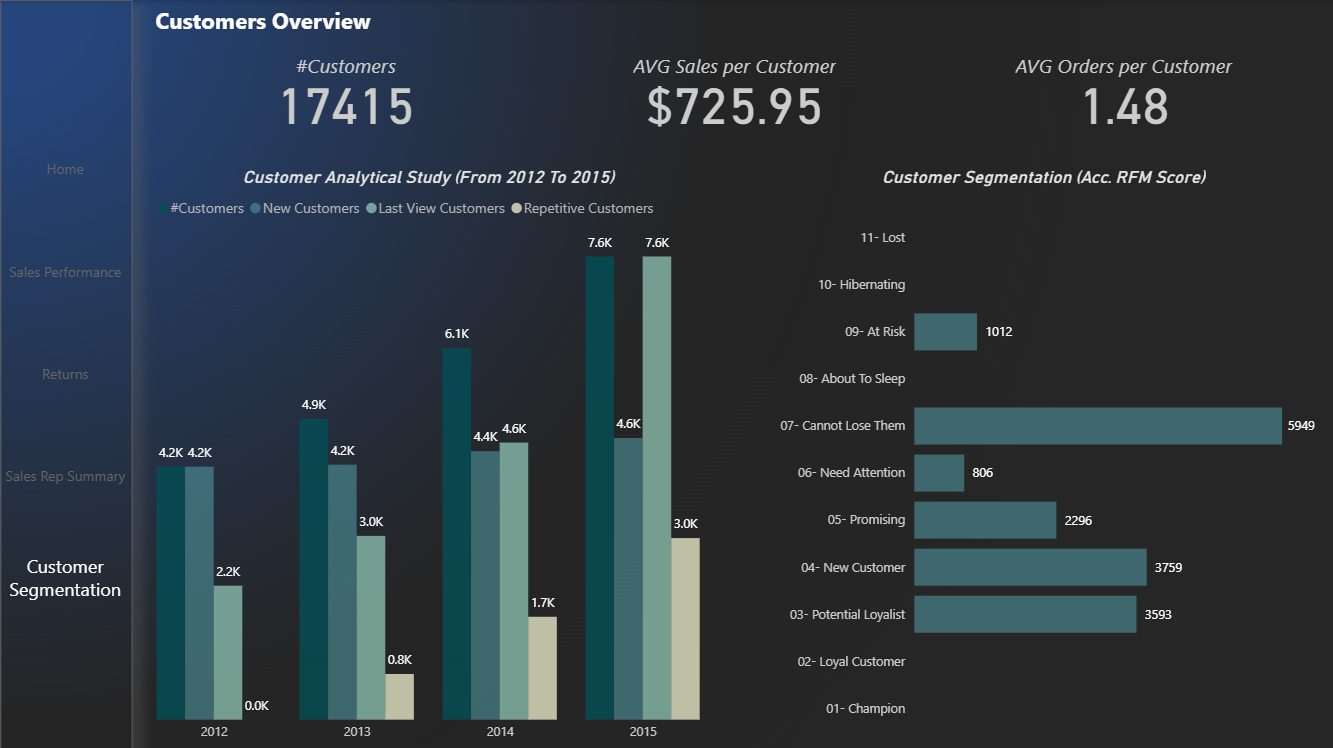 Customers Overview
Home
Sales Performance
Returns
Sales Rep Summary
Customer
Segmentation
#Customers
17415
AVG Sales per Customer
$725.95
AVG Orders per Customer
1.48
Customer Analytical Study (From 2012 To 2015)
#Customers New Customers Last View Customers Repetitive Customers
4.2K 4.2K 2.2K 0.0K
4.9K 4.2K 3.0K 0.8K
6.1K 4.4K 4.6K 1.7K
7.6K 4.6K 7.6K 3.0K
2012 2013 2014 2015
Customer Segmentation (Acc. RFM Score)
11- Lost
10- Hibernating
09- At Risk 1012
08- About To Sleep
07- Cannot Lose Them 5949
06- Need Attention 806
05- Promising 2296
04- New Customer 3759
03- Potential Loyalist 3593
02- Loyal Customer
01- Champion